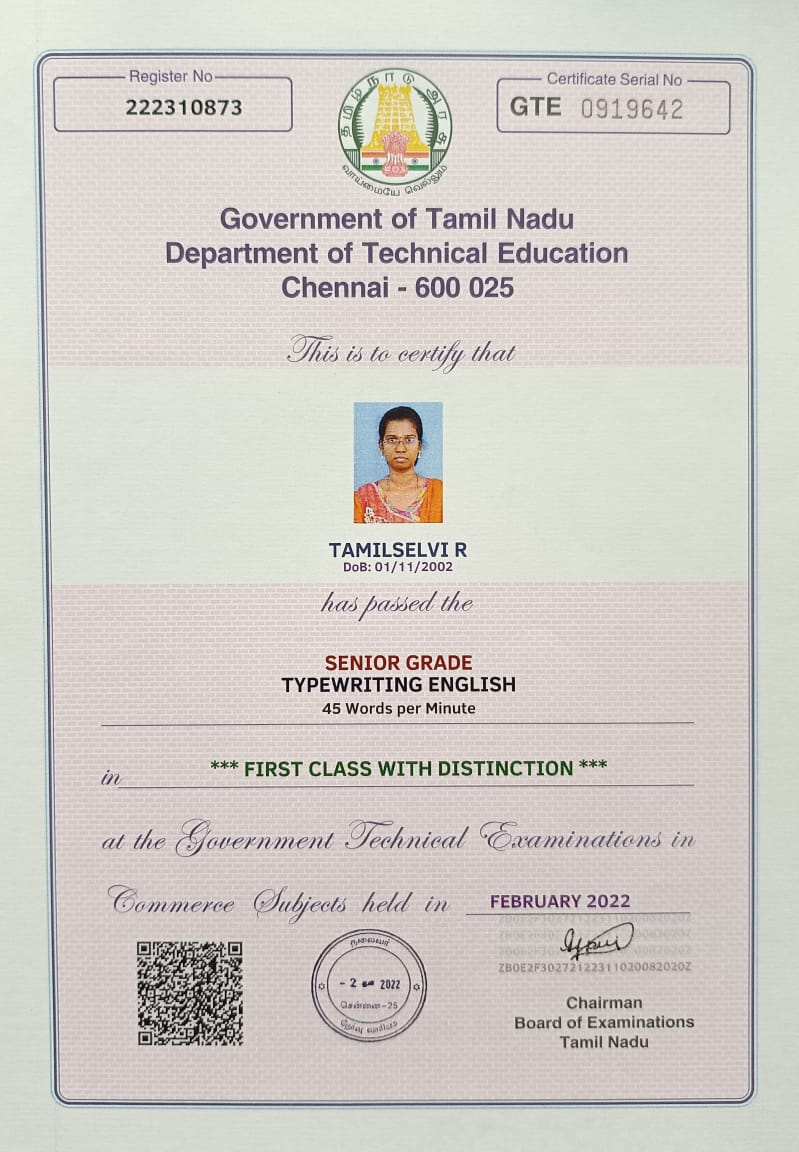 Register No
222310873
தமிழ்நாடு அரசு
வாய்மையே வெல்லும்
Certificate Serial No
GTE 0919642
Government of Tamil Nadu
Department of Technical Education
Chennai - 600 025
This is to certify that
TAMILSELVI R
DoB: 01/11/2002
has passed the
SENIOR GRADE
TYPEWRITING ENGLISH
45 Words per Minute
in *** FIRST CLASS WITH DISTINCTION ***
at the Government Technical Examinations in
Commerce Subjects held in FEBRUARY 2022
தலைவர்
- 2 2022
சென்னை-25
தேர்வு வாரியம்
ZB0E2F30272122311020082020Z
Chairman
Board of Examinations
Tamil Nadu